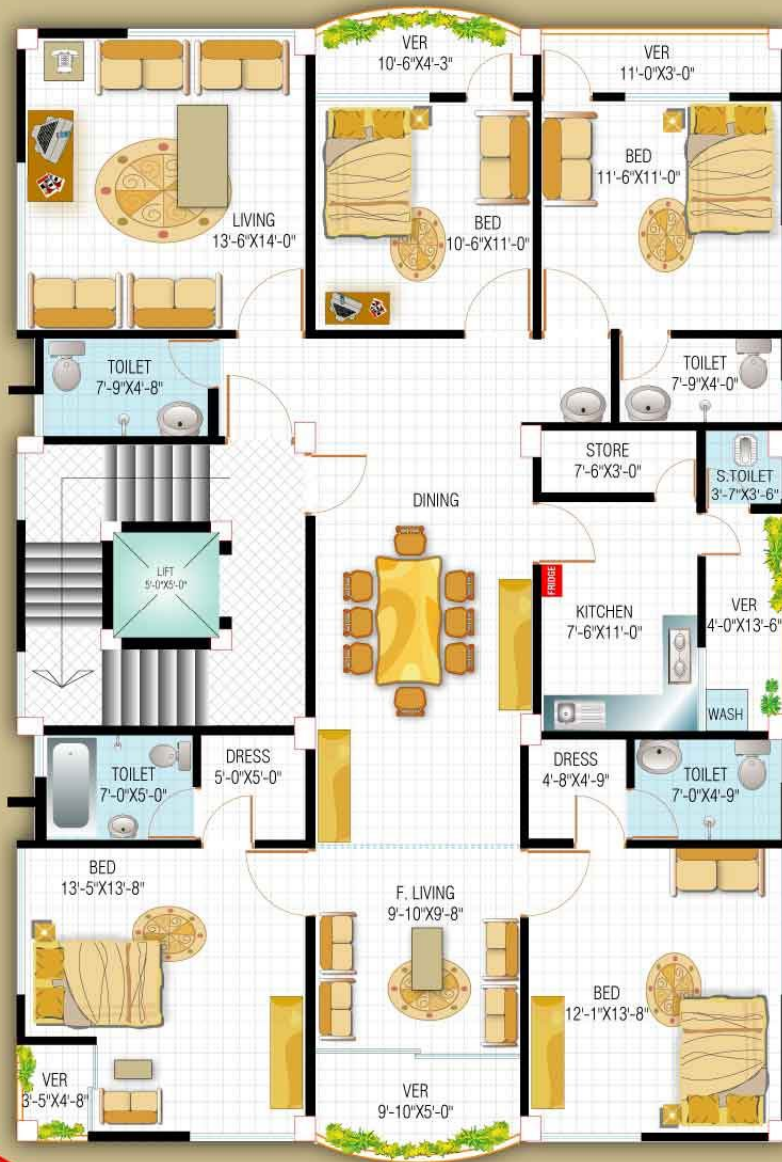 VER
10'-6"X4'-3"
VER
11'-0"X3'-0"
BED
11'-6"X11'-0"
LIVING
13'-6"X14'-0"
BED
10'-6"X11'-0"
TOILET
7'-9"X4'-8"
TOILET
7'-9"X4'-0"
STORE
7'-6"X3'-0"
S.TOILET
3'-7"X3'-6"
DINING
LIFT
5'-0"X5'-0"
FRIDGE
KITCHEN
7'-6"X11'-0"
VER
4'-0"X13'-6"
WASH
TOILET
7'-0"X5'-0"
DRESS
5'-0"X5'-0"
DRESS
4'-8"X4'-9"
TOILET
7'-0"X4'-9"
BED
13'-5"X13'-8"
F. LIVING
9'-10"X9'-8"
BED
12'-1"X13'-8"
VER
3'-5"X4'-8"
VER
9'-10"X5'-0"